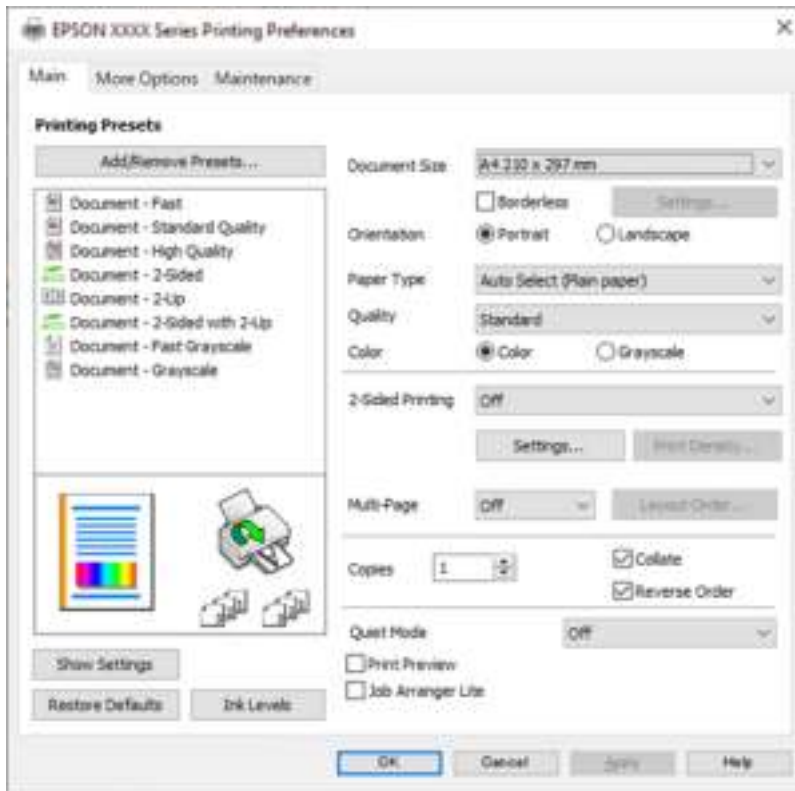 EPSON XXXX Series Printing Preferences
Main More Options Maintenance
Printing Presets
Add/Remove Presets...
Document - Fast
Document - Standard Quality
Document - High Quality
Document - 2-Sided
Document - 2-Up
Document - 2-Sided with 2-Up
Document - Fast Grayscale
Document - Grayscale
Show Settings
Restore Defaults Ink Levels
Document Size A4 210 x 297 mm
Borderless Settings...
Orientation Portrait Landscape
Paper Type Auto Select (Plain paper)
Quality Standard
Color Color Grayscale
2-Sided Printing Off
Settings... Print Density...
Multi-Page Off Layout Order...
Copies 1 Collate
Reverse Order
Quiet Mode Off
Print Preview
Job Arranger Lite
OK Cancel Apply Help